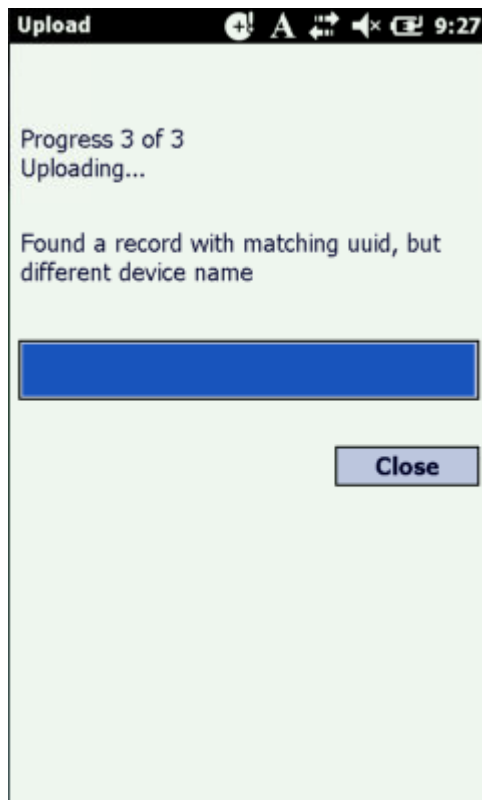 Upload
A
9:27
Progress 3 of 3
Uploading...
Found a record with matching uuid, but
different device name
Close